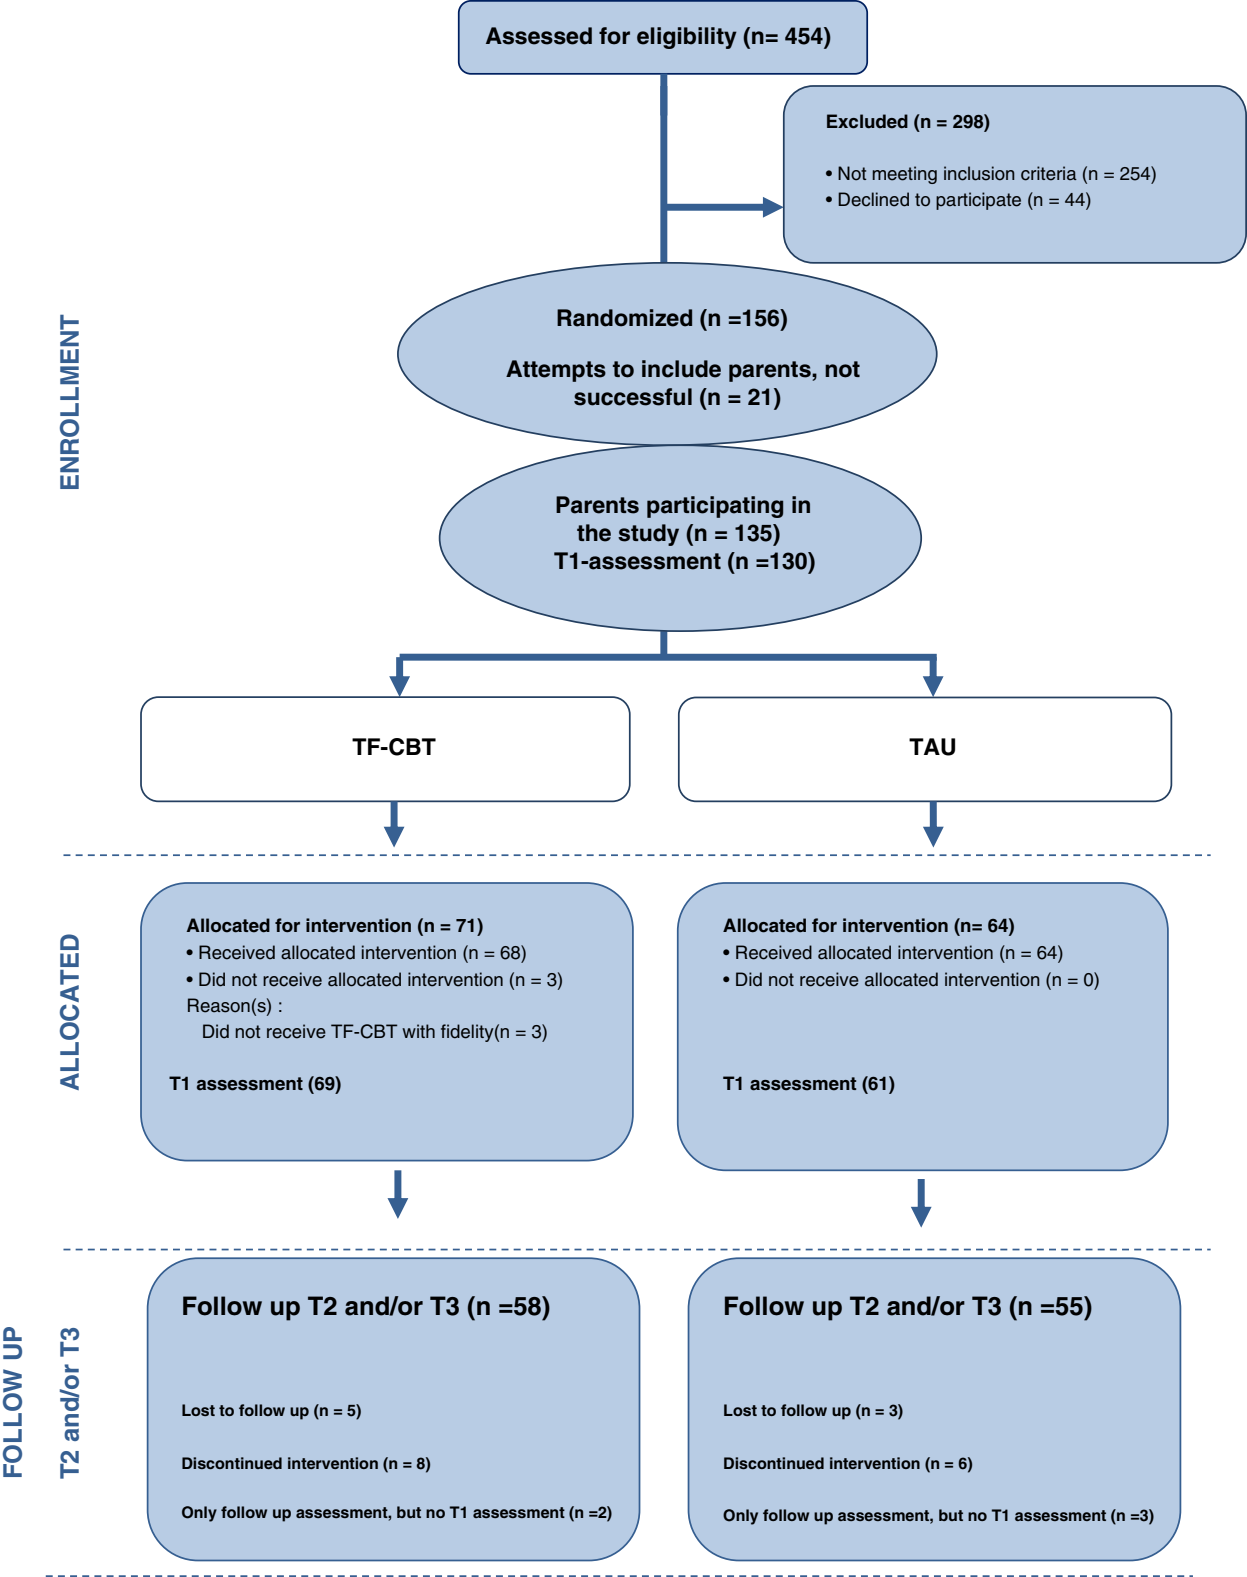 Assessed for eligibility (n= 454)
Excluded (n = 298)
• Not meeting inclusion criteria (n = 254)
• Declined to participate (n = 44)
ENROLLMENT
Randomized (n =156)
Attempts to include parents, not
successful (n = 21)
Parents participating in
the study (n = 135)
T1-assessment (n =130)
TF-CBT
TAU
ALLOCATED
Allocated for intervention (n = 71)
• Received allocated intervention (n = 68)
• Did not receive allocated intervention (n = 3)
Reason(s) :
Did not receive TF-CBT with fidelity(n = 3)
T1 assessment (69)
Allocated for intervention (n= 64)
• Received allocated intervention (n = 64)
• Did not receive allocated intervention (n = 0)
T1 assessment (61)
FOLLOW UP
T2 and/or T3
Follow up T2 and/or T3 (n =58)
Lost to follow up (n = 5)
Discontinued intervention (n = 8)
Only follow up assessment, but no T1 assessment (n =2)
Follow up T2 and/or T3 (n =55)
Lost to follow up (n = 3)
Discontinued intervention (n = 6)
Only follow up assessment, but no T1 assessment (n =3)